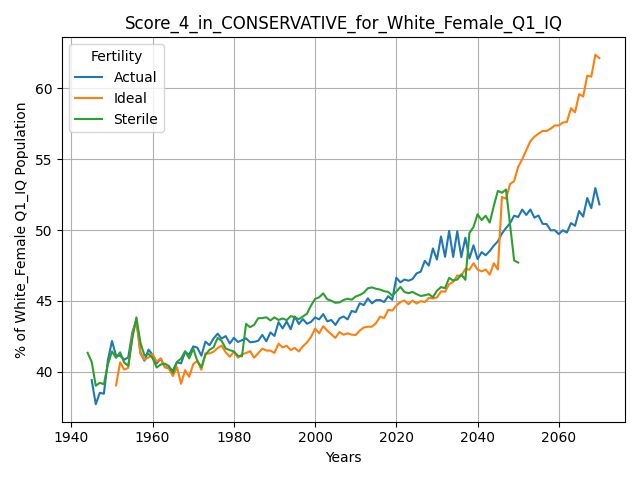 Score_4_in_CONSERVATIVE_for_White_Female_Q1_IQ
Fertility
Actual
Ideal
Sterile
% of White_Female Q1_IQ Population
60
55
50
45
40
1940
1960
1980
2000
2020
2040
2060
Years